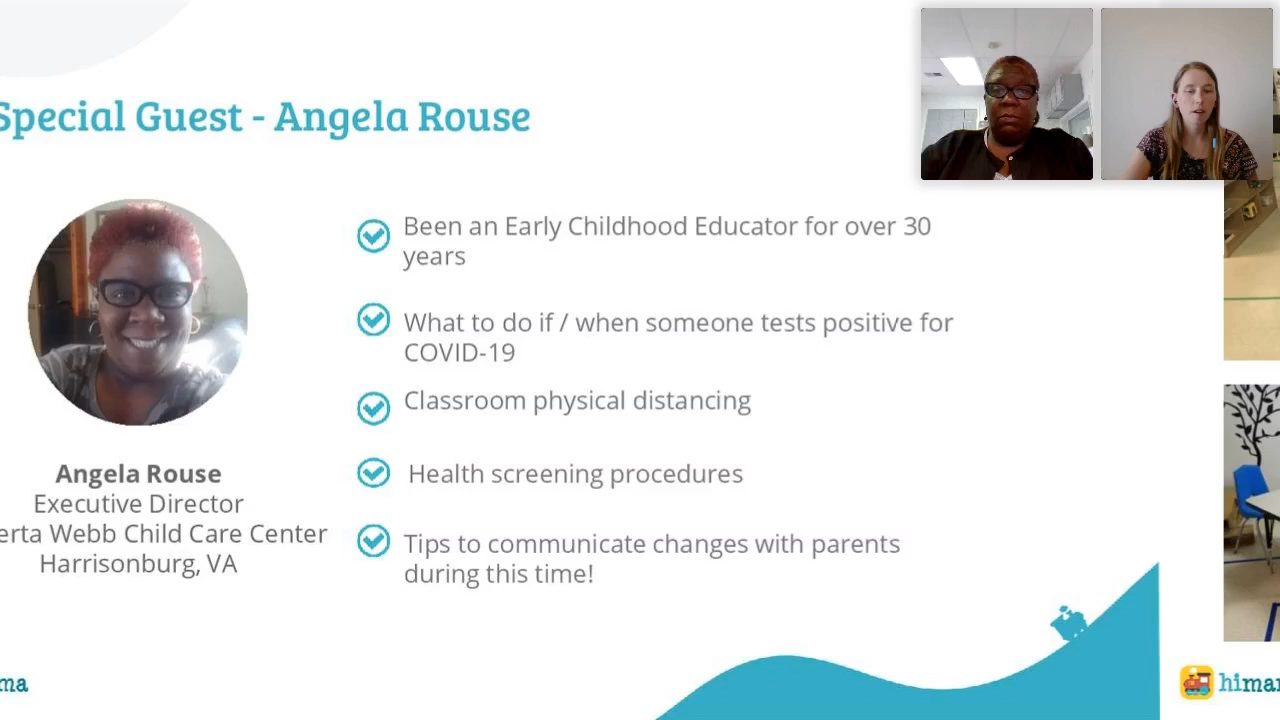 Special Guest - Angela Rouse
Been an Early Childhood Educator for over 30
years
What to do if / when someone tests positive for
COVID-19
Classroom physical distancing
Health screening procedures
Tips to communicate changes with parents
during this time!
Angela Rouse
Executive Director
erta Webb Child Care Center
Harrisonburg, VA
ma
himar